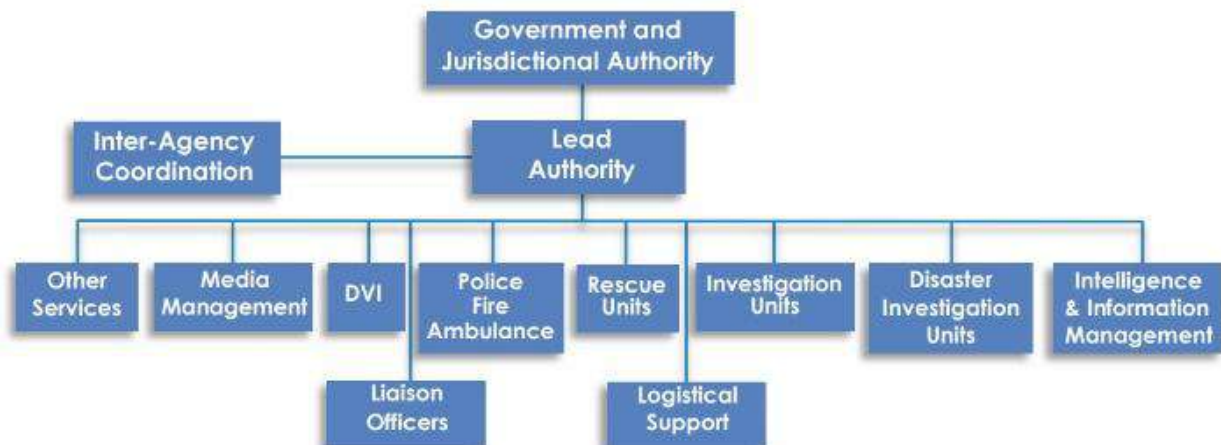 Government and
Jurisdictional Authority
Inter-Agency
Coordination
Lead
Authority
Other
Services
Media
Management
DVI
Police
Fire
Ambulance
Rescue
Units
Investigation
Units
Disaster
Investigation
Units
Intelligence
& Information
Management
Liaison
Officers
Logistical
Support